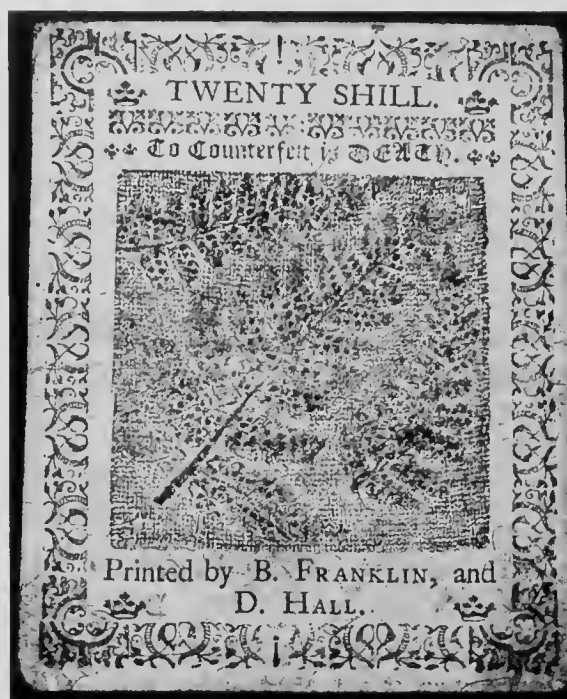 TWENTY SHILL.
To Counterfeit is DEATH.
Printed by B. FRANKLIN, and
D. HALL.